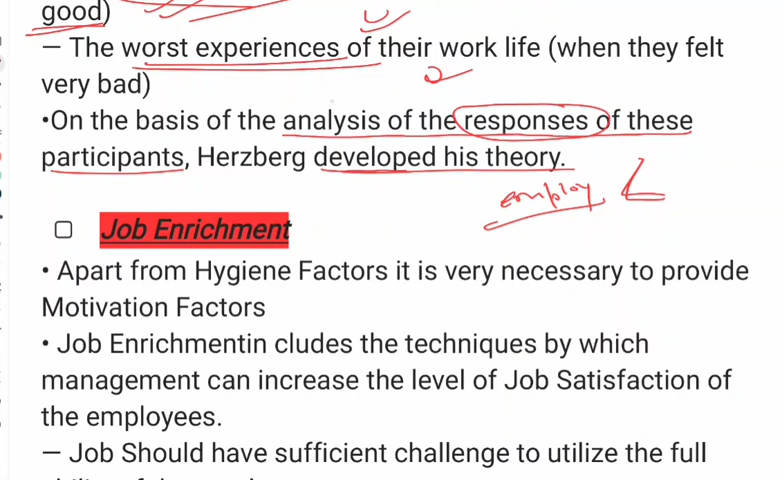 good)
— The worst experiences of their work life (when they felt
very bad)
•On the basis of the analysis of the responses of these
participants, Herzberg developed his theory.
employ
Job Enrichment
• Apart from Hygiene Factors it is very necessary to provide
Motivation Factors
• Job Enrichmentin cludes the techniques by which
management can increase the level of Job Satisfaction of
the employees.
— Job Should have sufficient challenge to utilize the full